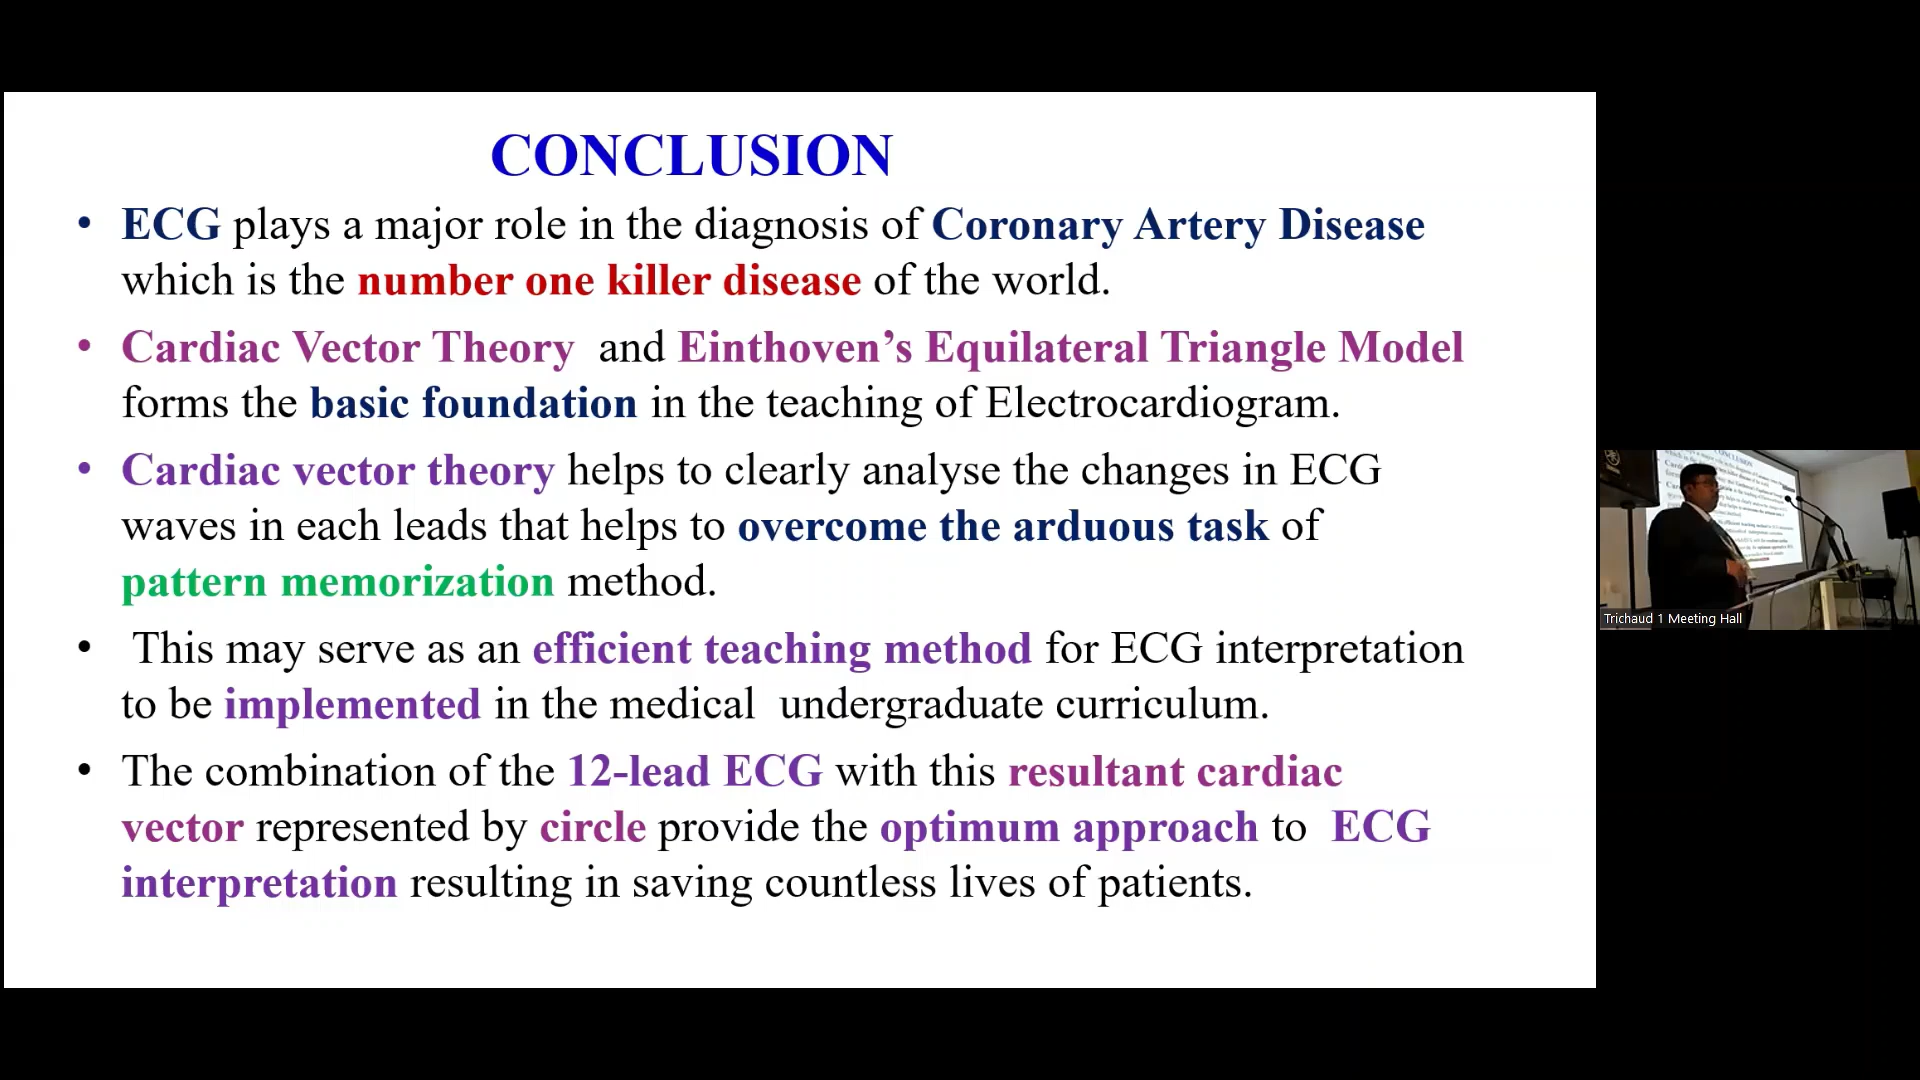 CONCLUSION
• ECG plays a major role in the diagnosis of Coronary Artery Disease
which is the number one killer disease of the world.
• Cardiac Vector Theory and Einthoven’s Equilateral Triangle Model
forms the basic foundation in the teaching of Electrocardiogram.
• Cardiac vector theory helps to clearly analyse the changes in ECG
waves in each leads that helps to overcome the arduous task of
pattern memorization method.
• This may serve as an efficient teaching method for ECG interpretation
to be implemented in the medical undergraduate curriculum.
• The combination of the 12-lead ECG with this resultant cardiac
vector represented by circle provide the optimum approach to ECG
interpretation resulting in saving countless lives of patients.
Trichaud 1 Meeting Hall